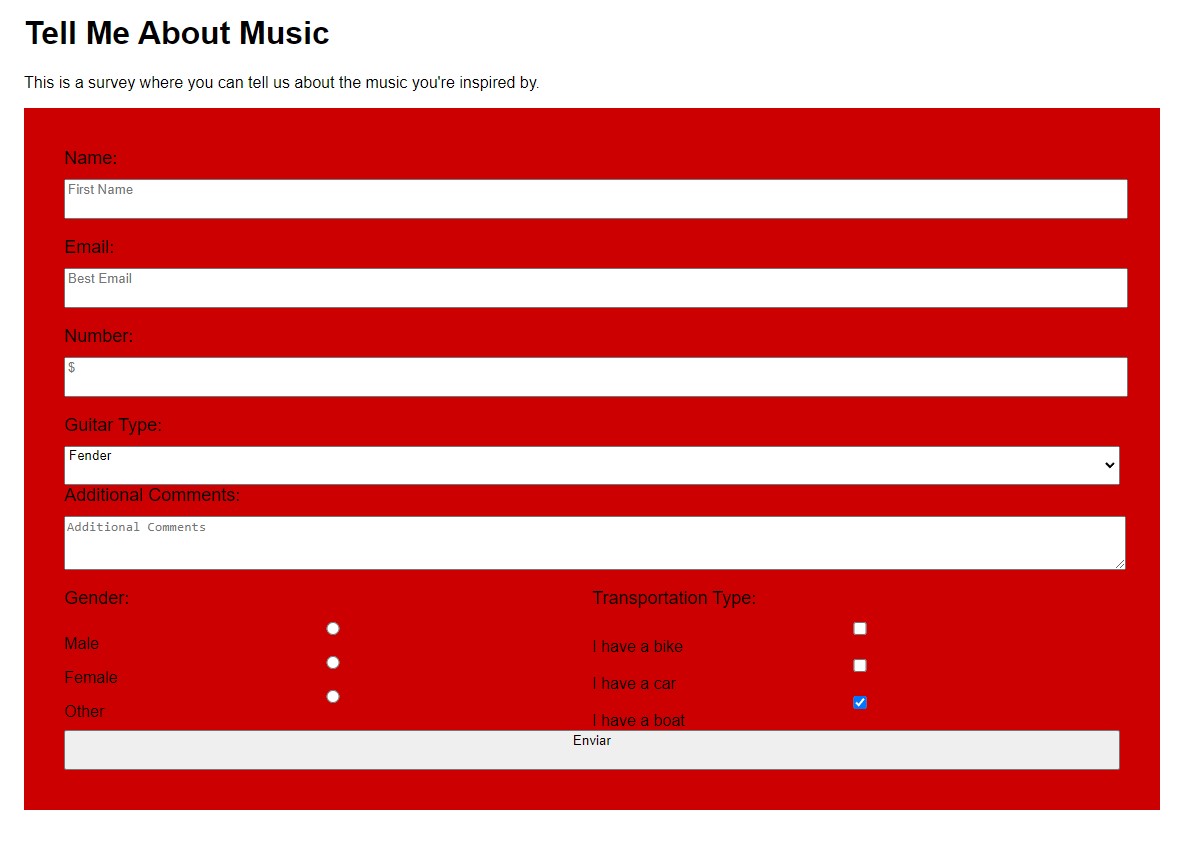 Tell Me About Music
This is a survey where you can tell us about the music you're inspired by.
Name:
First Name
Email:
Best Email
Number:
$
Guitar Type:
Fender
Additional Comments:
Additional Comments
Gender:
Male
Female
Other
Transportation Type:
I have a bike
I have a car
I have a boat
Enviar